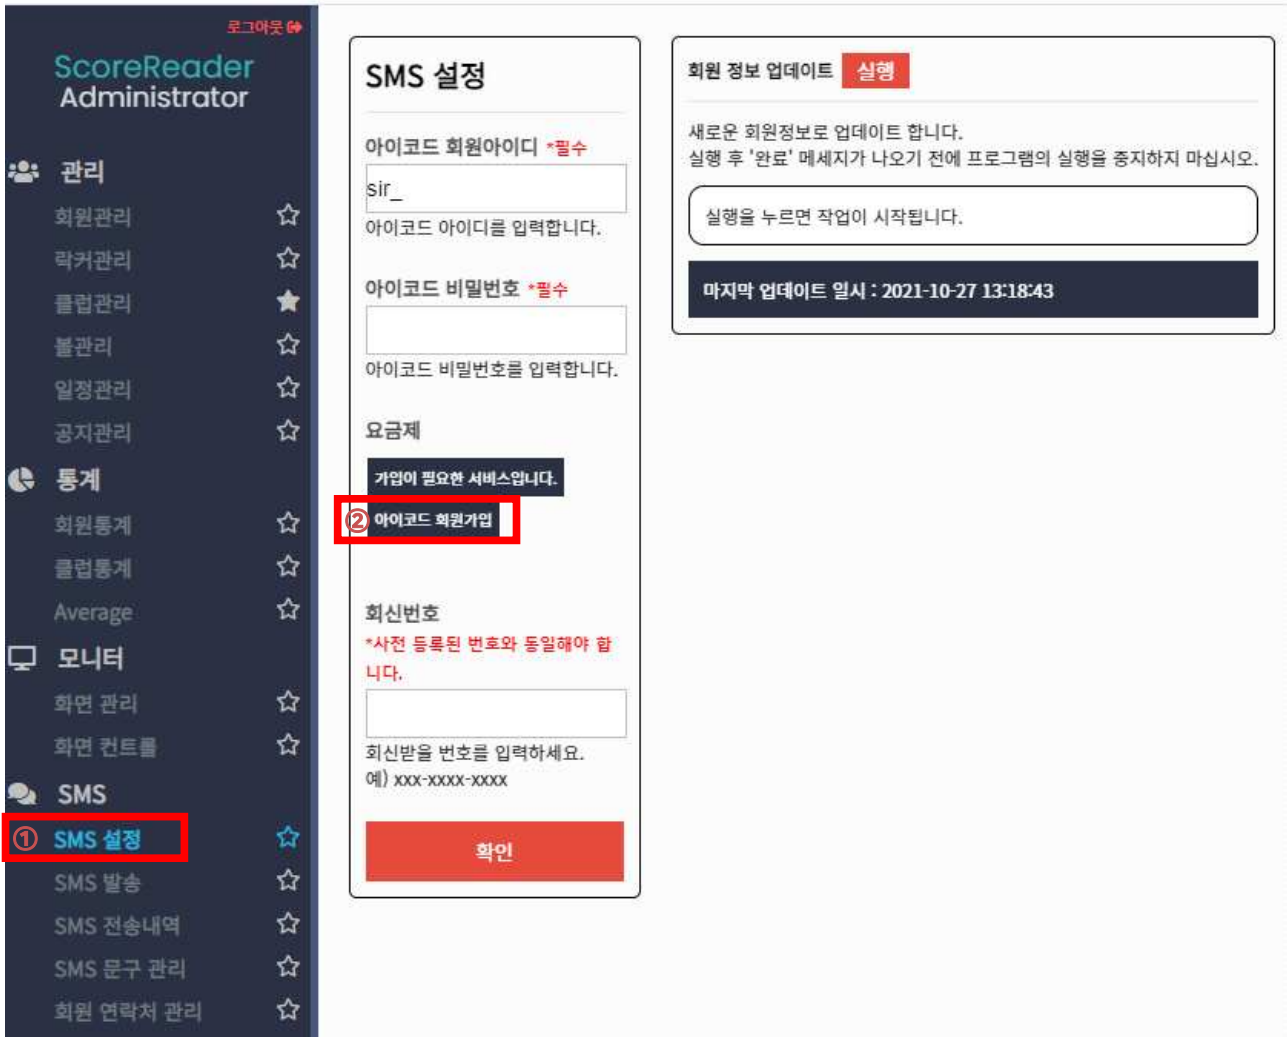 로그아웃
ScoreReader
Administrator
관리
회원관리
락커관리
클럽관리
볼관리
일정관리
공지관리
통계
회원통계
클럽통계
Average
모니터
화면 관리
화면 컨트롤
SMS
① SMS 설정
SMS 발송
SMS 전송내역
SMS 문구 관리
회원 연락처 관리
SMS 설정
아이코드 회원아이디 *필수
sir_
아이코드 아이디를 입력합니다.
아이코드 비밀번호 *필수
아이코드 비밀번호를 입력합니다.
요금제
가입이 필요한 서비스입니다.
② 아이코드 회원가입
회신번호
*사전 등록된 번호와 동일해야 합
니다.
회신받을 번호를 입력하세요.
예) xxx-xxxx-xxxx
확인
회원 정보 업데이트 실행
새로운 회원정보로 업데이트 합니다.
실행 후 '완료' 메세지가 나오기 전에 프로그램의 실행을 중지하지 마십시오.
실행을 누르면 작업이 시작됩니다.
마지막 업데이트 일시 : 2021-10-27 13:18:43